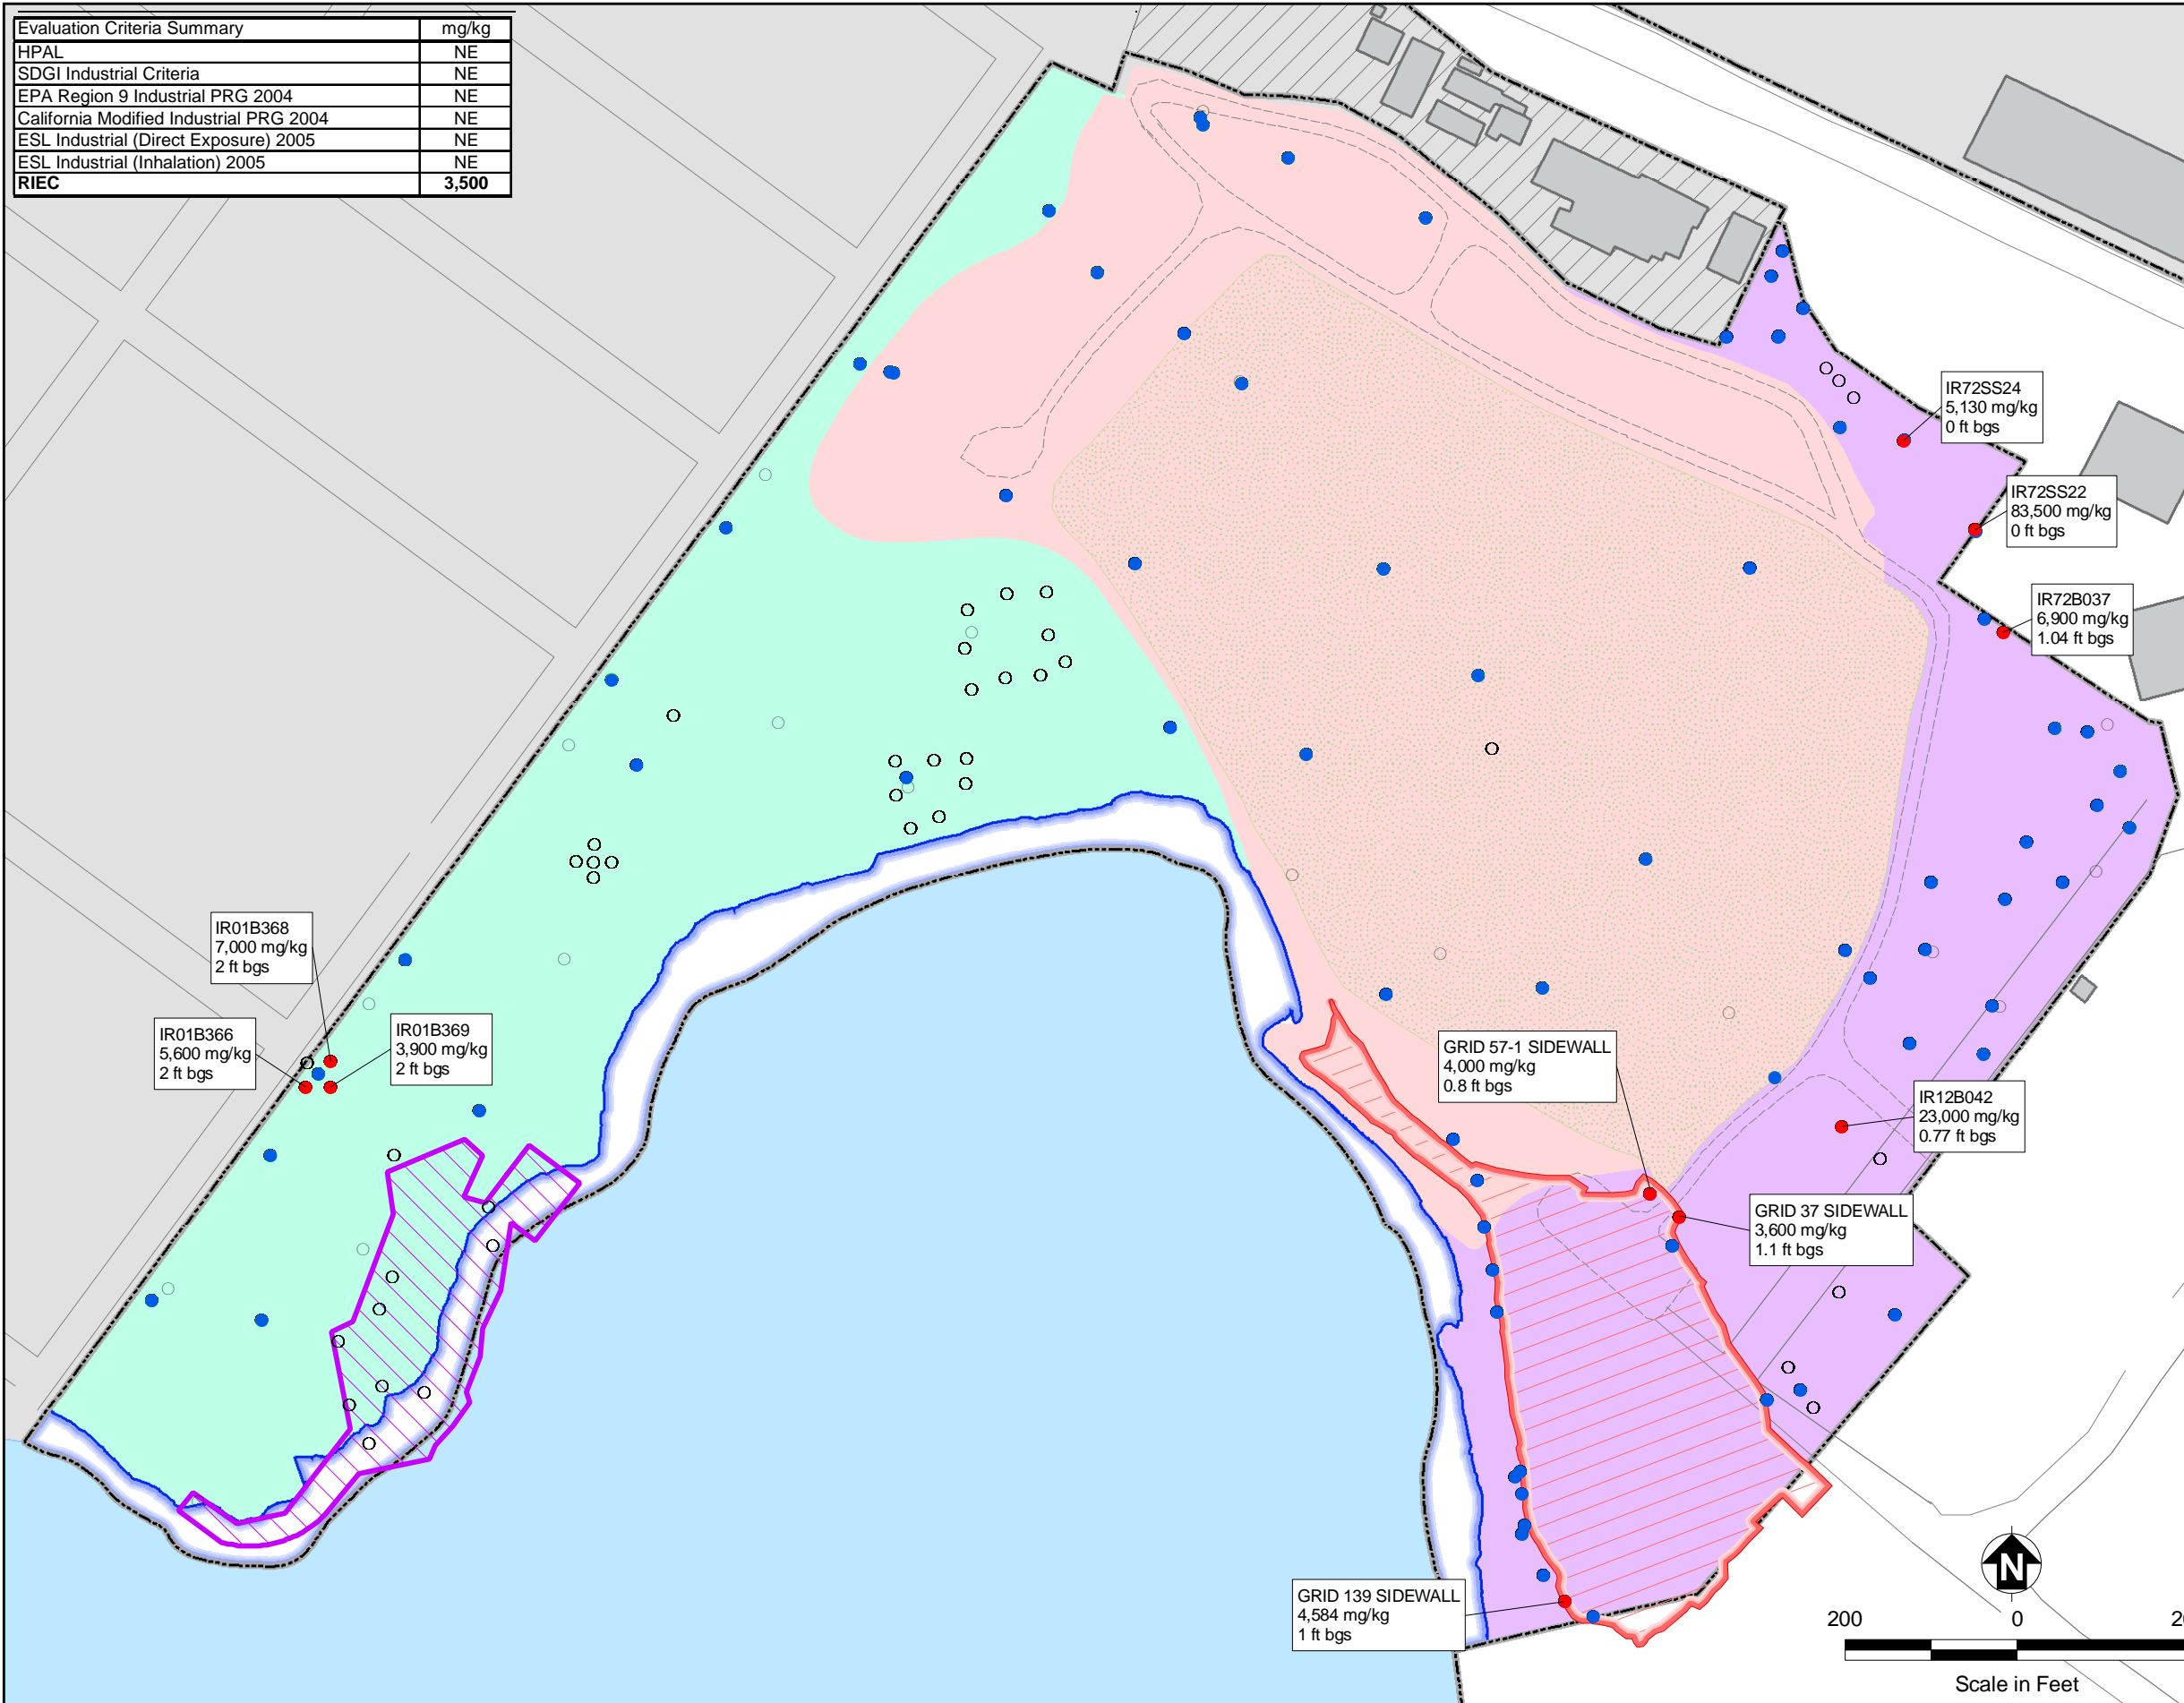 Evaluation Criteria Summary mg/kg
HPAL NE
SDGI Industrial Criteria NE
EPA Region 9 Industrial PRG 2004 NE
California Modified Industrial PRG 2004 NE
ESL Industrial (Direct Exposure) 2005 NE
ESL Industrial (Inhalation) 2005 NE
RIEC 3,500
IR72SS24
5,130 mg/kg
0 ft bgs
IR72SS22
83,500 mg/kg
0 ft bgs
IR72B037
6,900 mg/kg
1.04 ft bgs
IR01B368
7,000 mg/kg
2 ft bgs
IR01B366
5,600 mg/kg
2 ft bgs
IR01B369
3,900 mg/kg
2 ft bgs
GRID 57-1 SIDEWALL
4,000 mg/kg
0.8 ft bgs
IR12B042
23,000 mg/kg
0.77 ft bgs
GRID 37 SIDEWALL
3,600 mg/kg
1.1 ft bgs
GRID 139 SIDEWALL
4,584 mg/kg
1 ft bgs
N
200 0
Scale in Feet